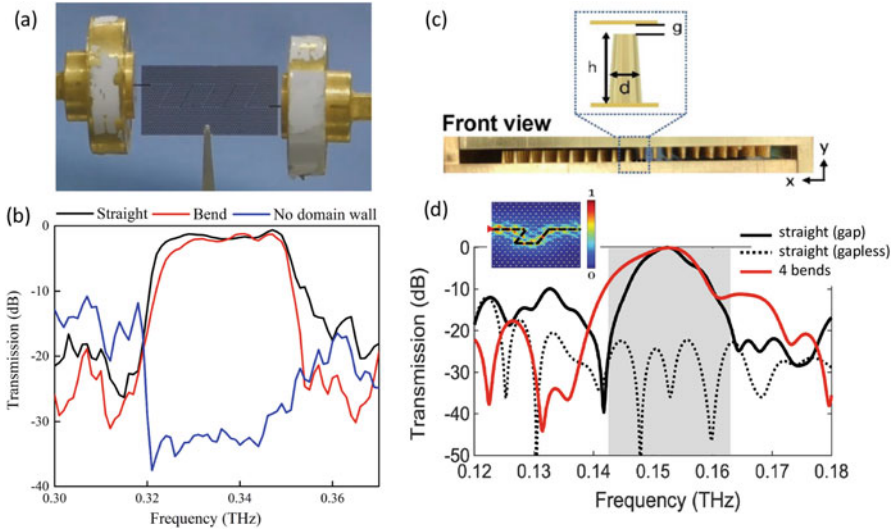 (a)
(b)
Straight Bend No domain wall
Transmission (dB)
0
-10
-20
-30
-40
0.30 0.32 0.34 0.36
Frequency (THz)
(c)
g
h
d
Front view
y
x
(d)
1
0
straight (gap)
straight (gapless)
4 bends
Transmission (dB)
0
-10
-20
-30
-40
-50
0.12 0.13 0.14 0.15 0.16 0.17 0.18
Frequency (THz)